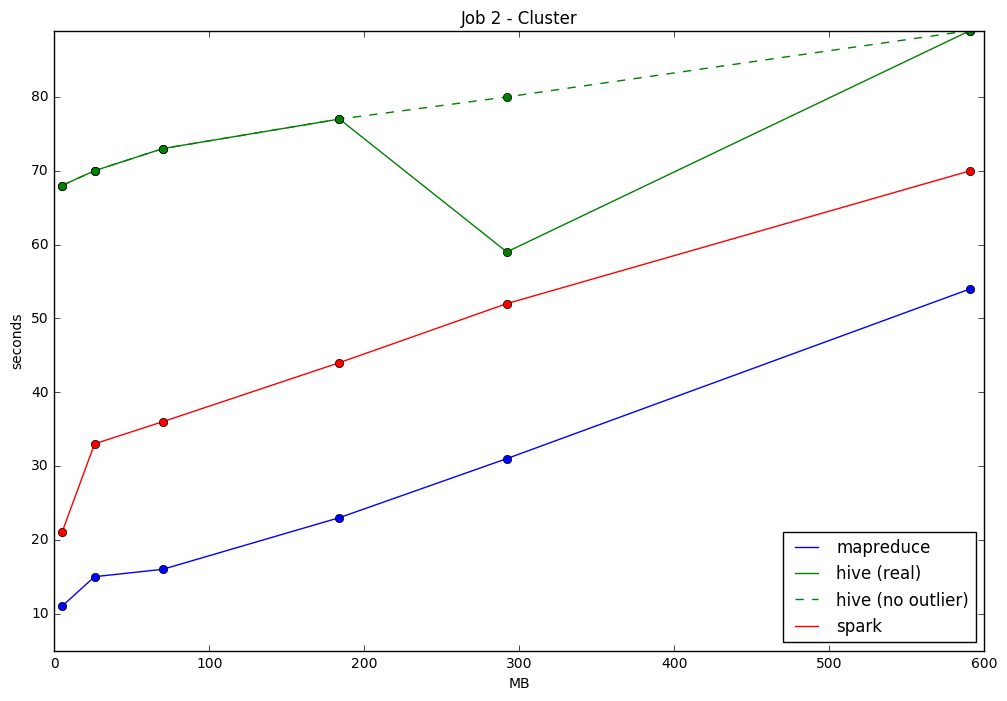 Job 2 - Cluster
80
70
60
50
40
30
20
10
seconds
0 100 200 300 400 500 600
MB
mapreduce
hive (real)
hive (no outlier)
spark